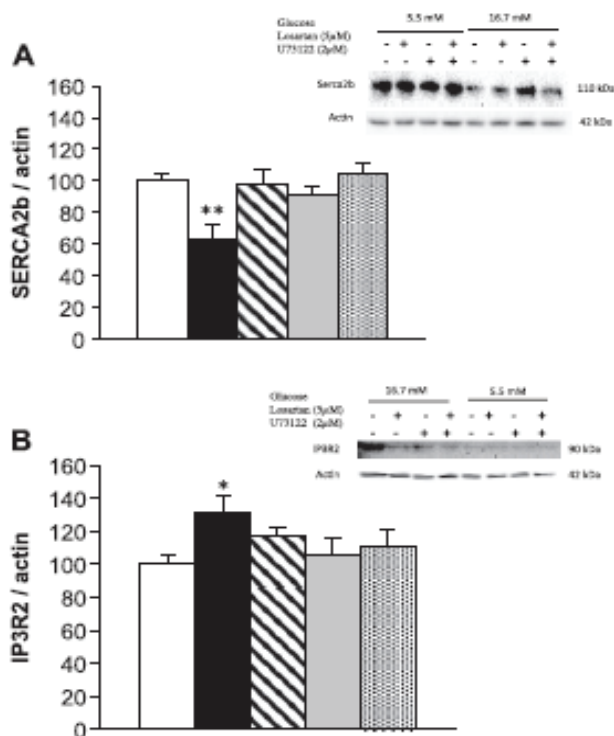 Glucose 5.5 mM 16.7 mM
Losartan (5µM) - + - + - + - +
U73122 (2µM) - - + + - - + +
A
Serca2b 110 kDa
Actin 42 kDa
SERCA2b / actin
160
140
120
100
80
60
40
20
0
**
Glucose 16.7 mM 5.5 mM
Losartan (5µM) - + - + - + - +
U73122 (2µM) - - + + - - + +
B
IP3R2 90 kDa
Actin 42 kDa
IP3R2 / actin
160
140
120
100
80
60
40
20
0
*